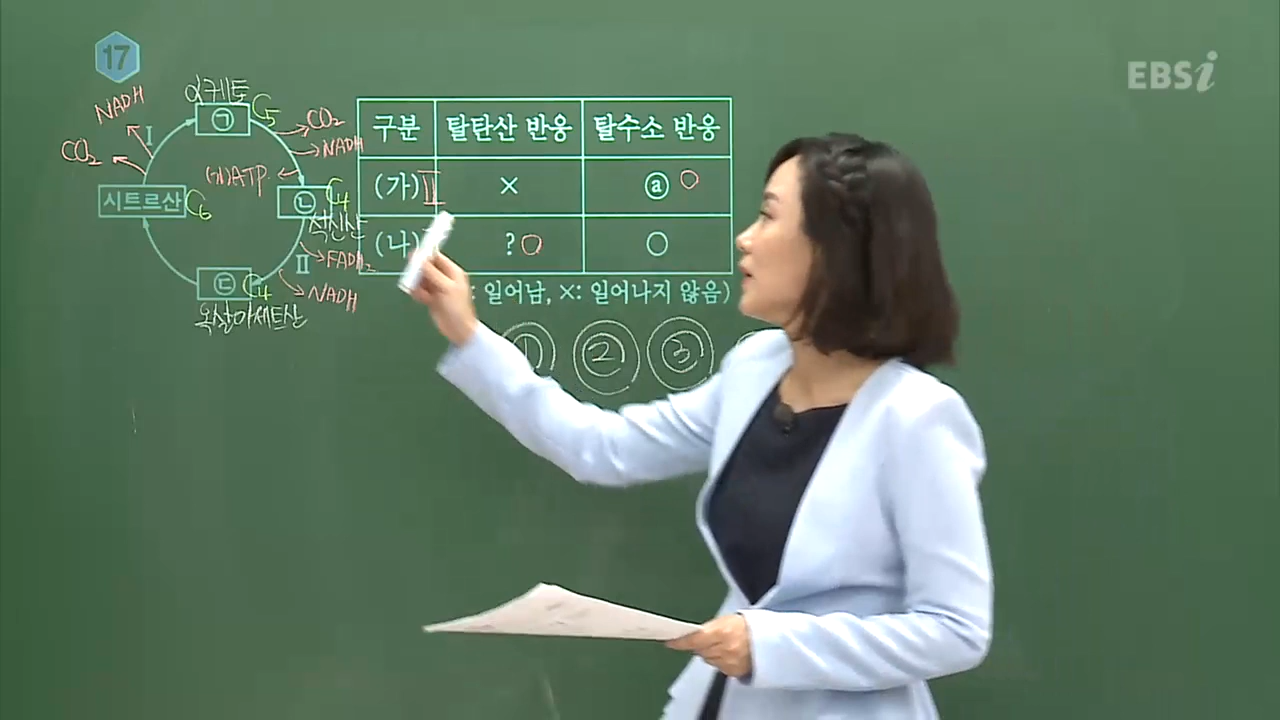 17
EBSi
α케토
㉠
C5
NADH
I
CO2
CO2
NADH
ATP
시트르산
C6
㉡
C4
석신산
II
FADH2
NADH
㉢
C4
옥살아세트산
구분 탈탄산 반응 탈수소 반응
(가) II × ⓐ ○
(나) ? ○ ○
: 일어남, ×: 일어나지 않음)
① ② ③